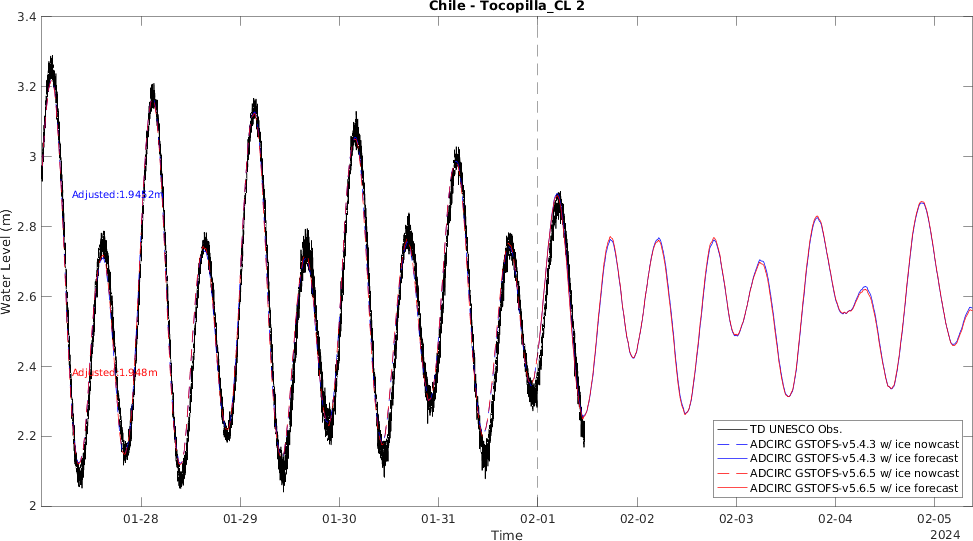 Chile - Tocopilla_CL 2
3.4
3.2
3
2.8
2.6
2.4
2.2
2
Water Level (m)
Adjusted:1.9452m
Adjusted:1.948m
TD UNESCO Obs.
ADCIRC GSTOFS-v5.4.3 w/ ice nowcast
ADCIRC GSTOFS-v5.4.3 w/ ice forecast
ADCIRC GSTOFS-v5.6.5 w/ ice nowcast
ADCIRC GSTOFS-v5.6.5 w/ ice forecast
01-28 01-29 01-30 01-31 02-01 02-02 02-03 02-04 02-05
Time
2024